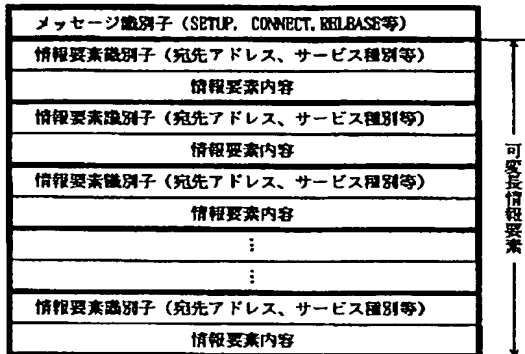 メッセージ識別子（SETUP, CONNECT, RELEASE等）
情報要素識別子（宛先アドレス、サービス種別等）
情報要素内容
情報要素識別子（宛先アドレス、サービス種別等）
情報要素内容
情報要素識別子（宛先アドレス、サービス種別等）
情報要素内容
⋮
⋮
情報要素識別子（宛先アドレス、サービス種別等）
情報要素内容
可変長情報要素